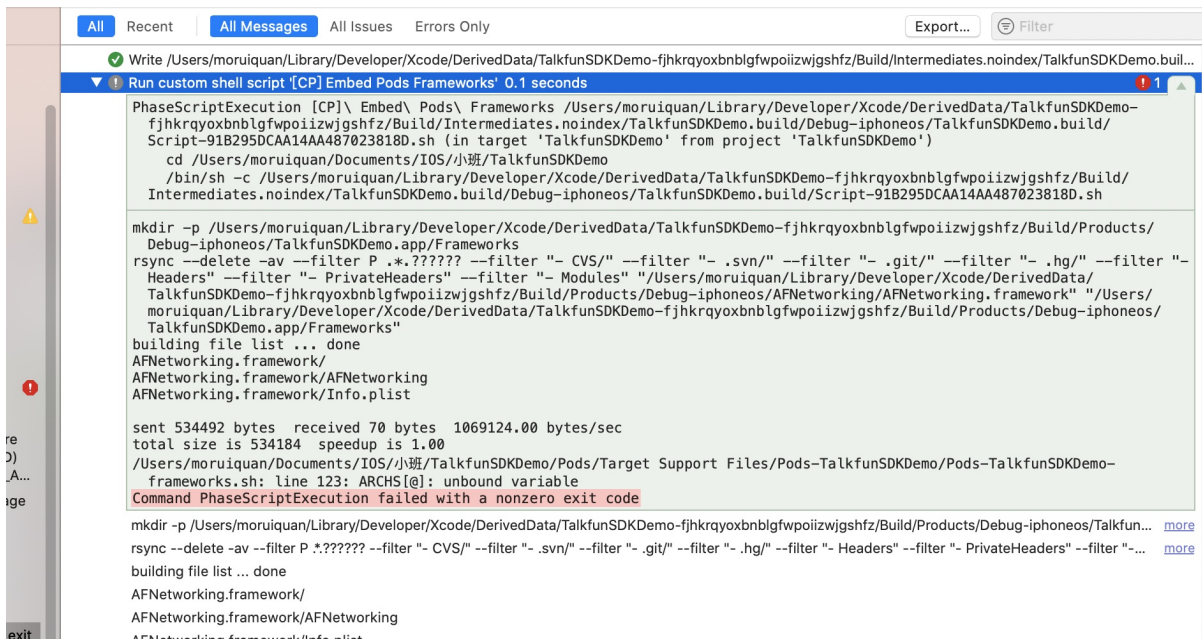 All Recent All Messages All Issues Errors Only Export... Filter
Write /Users/moruiquan/Library/Developer/Xcode/DerivedData/TalkfunSDKDemo-fjhkrqyoxbnblgfwpoiizwjgshfz/Build/Intermediates.noindex/TalkfunSDKDemo.buil...
Run custom shell script '[CP] Embed Pods Frameworks' 0.1 seconds 1
PhaseScriptExecution [CP]\ Embed\ Pods\ Frameworks /Users/moruiquan/Library/Developer/Xcode/DerivedData/TalkfunSDKDemo-
fjhkrqyoxbnblgfwpoiizwjgshfz/Build/Intermediates.noindex/TalkfunSDKDemo.build/Debug-iphoneos/TalkfunSDKDemo.build/
Script-91B295DCAA14AA487023818D.sh (in target 'TalkfunSDKDemo' from project 'TalkfunSDKDemo')
cd /Users/moruiquan/Documents/IOS/小班/TalkfunSDKDemo
/bin/sh -c /Users/moruiquan/Library/Developer/Xcode/DerivedData/TalkfunSDKDemo-fjhkrqyoxbnblgfwpoiizwjgshfz/Build/
Intermediates.noindex/TalkfunSDKDemo.build/Debug-iphoneos/TalkfunSDKDemo.build/Script-91B295DCAA14AA487023818D.sh
mkdir -p /Users/moruiquan/Library/Developer/Xcode/DerivedData/TalkfunSDKDemo-fjhkrqyoxbnblgfwpoiizwjgshfz/Build/Products/
Debug-iphoneos/TalkfunSDKDemo.app/Frameworks
rsync --delete -av --filter P .*.?????? --filter "- CVS/" --filter "- .svn/" --filter "- .git/" --filter "- .hg/" --filter "-
Headers" --filter "- PrivateHeaders" --filter "- Modules" "/Users/moruiquan/Library/Developer/Xcode/DerivedData/
TalkfunSDKDemo-fjhkrqyoxbnblgfwpoiizwjgshfz/Build/Products/Debug-iphoneos/AFNetworking/AFNetworking.framework" "/Users/
moruiquan/Library/Developer/Xcode/DerivedData/TalkfunSDKDemo-fjhkrqyoxbnblgfwpoiizwjgshfz/Build/Products/Debug-iphoneos/
TalkfunSDKDemo.app/Frameworks"
building file list ... done
AFNetworking.framework/
AFNetworking.framework/AFNetworking
AFNetworking.framework/Info.plist
sent 534492 bytes received 70 bytes 1069124.00 bytes/sec
total size is 534184 speedup is 1.00
/Users/moruiquan/Documents/IOS/小班/TalkfunSDKDemo/Pods/Target Support Files/Pods-TalkfunSDKDemo/Pods-TalkfunSDKDemo-
frameworks.sh: line 123: ARCHS[@]: unbound variable
Command PhaseScriptExecution failed with a nonzero exit code
mkdir -p /Users/moruiquan/Library/Developer/Xcode/DerivedData/TalkfunSDKDemo-fjhkrqyoxbnblgfwpoiizwjgshfz/Build/Products/Debug-iphoneos/Talkfun... more
rsync --delete -av --filter P .*.?????? --filter "- CVS/" --filter "- .svn/" --filter "- .git/" --filter "- .hg/" --filter "- Headers" --filter "- PrivateHeaders" --filter "-... more
building file list ... done
AFNetworking.framework/
AFNetworking.framework/AFNetworking
AFNetworking.framework/Info.plist
re
D)
_A...
age
exit